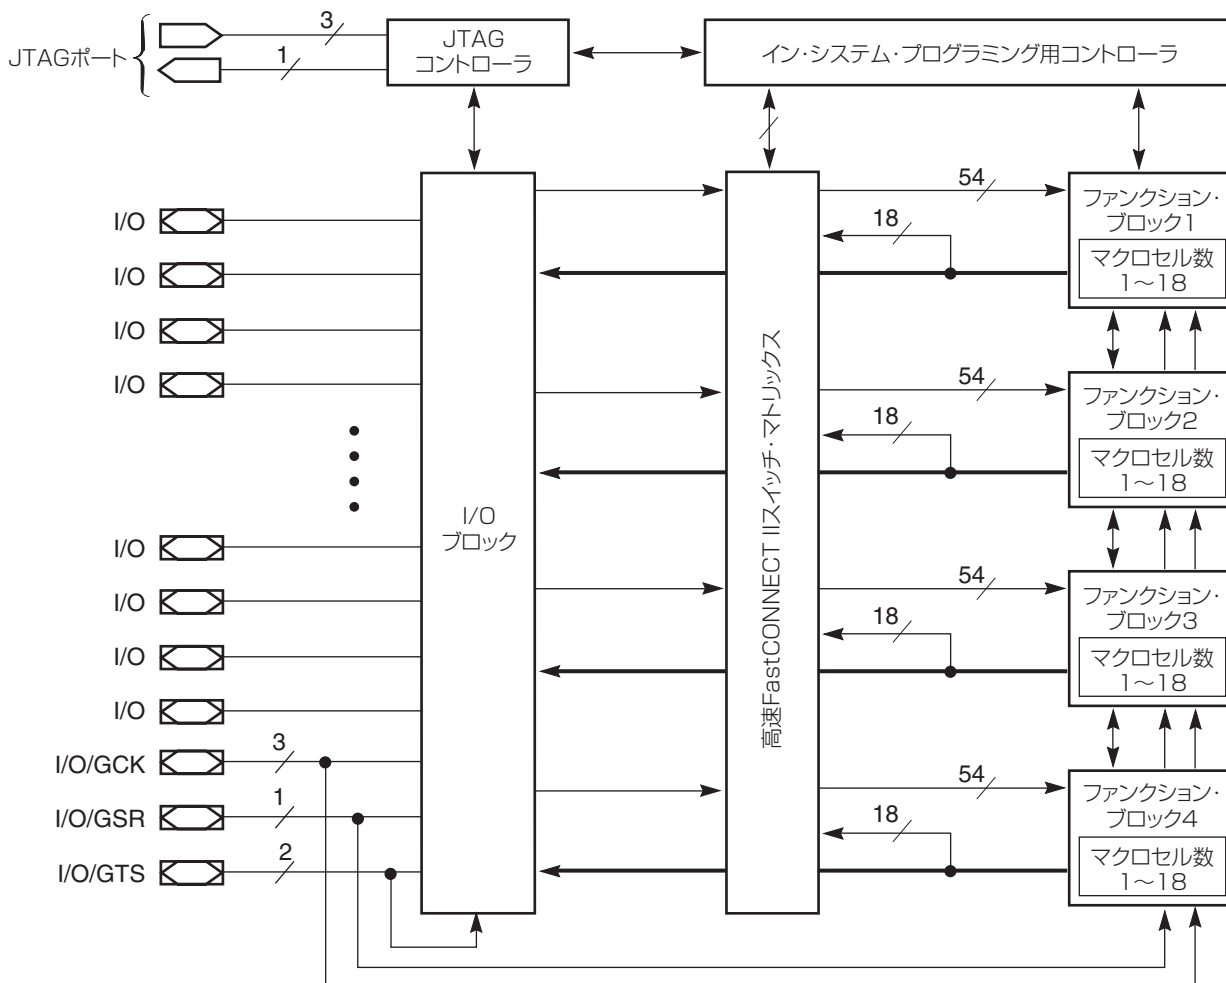 JTAGポート
3
1
JTAG
コントローラ
イン・システム・プログラミング用コントローラ
I/O
I/O
I/O
I/O
I/O
I/O
I/O
I/O
I/O/GCK
3
I/O/GSR
1
I/O/GTS
2
I/O
ブロック
高速FastCONNECT IIスイッチ・マトリックス
54
18
ファンクション・
ブロック1
マクロセル数
1〜18
54
18
ファンクション・
ブロック2
マクロセル数
1〜18
54
18
ファンクション・
ブロック3
マクロセル数
1〜18
54
18
ファンクション・
ブロック4
マクロセル数
1〜18